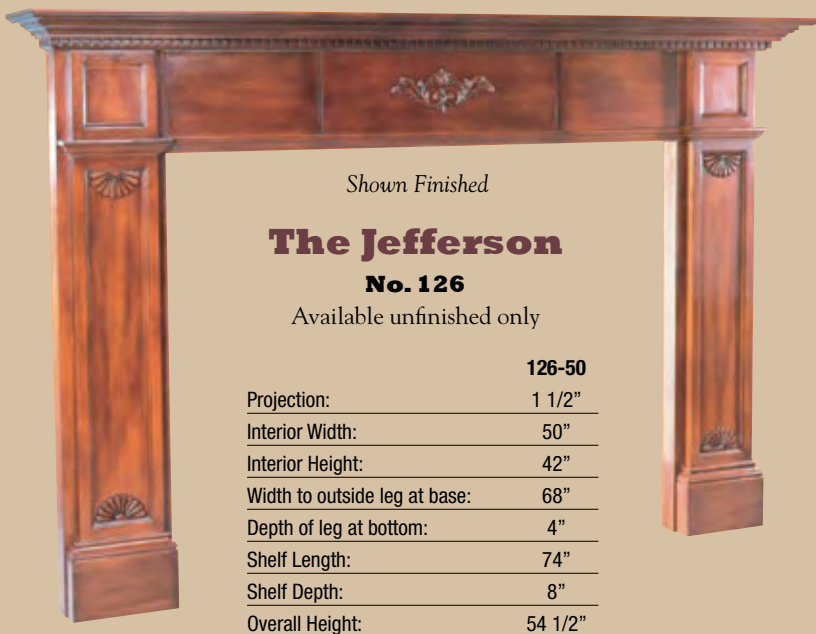 Shown Finished
The Jefferson
No. 126
Available unfinished only
126-50
Projection: 1 1/2”
Interior Width: 50”
Interior Height: 42”
Width to outside leg at base: 68”
Depth of leg at bottom: 4”
Shelf Length: 74”
Shelf Depth: 8”
Overall Height: 54 1/2”